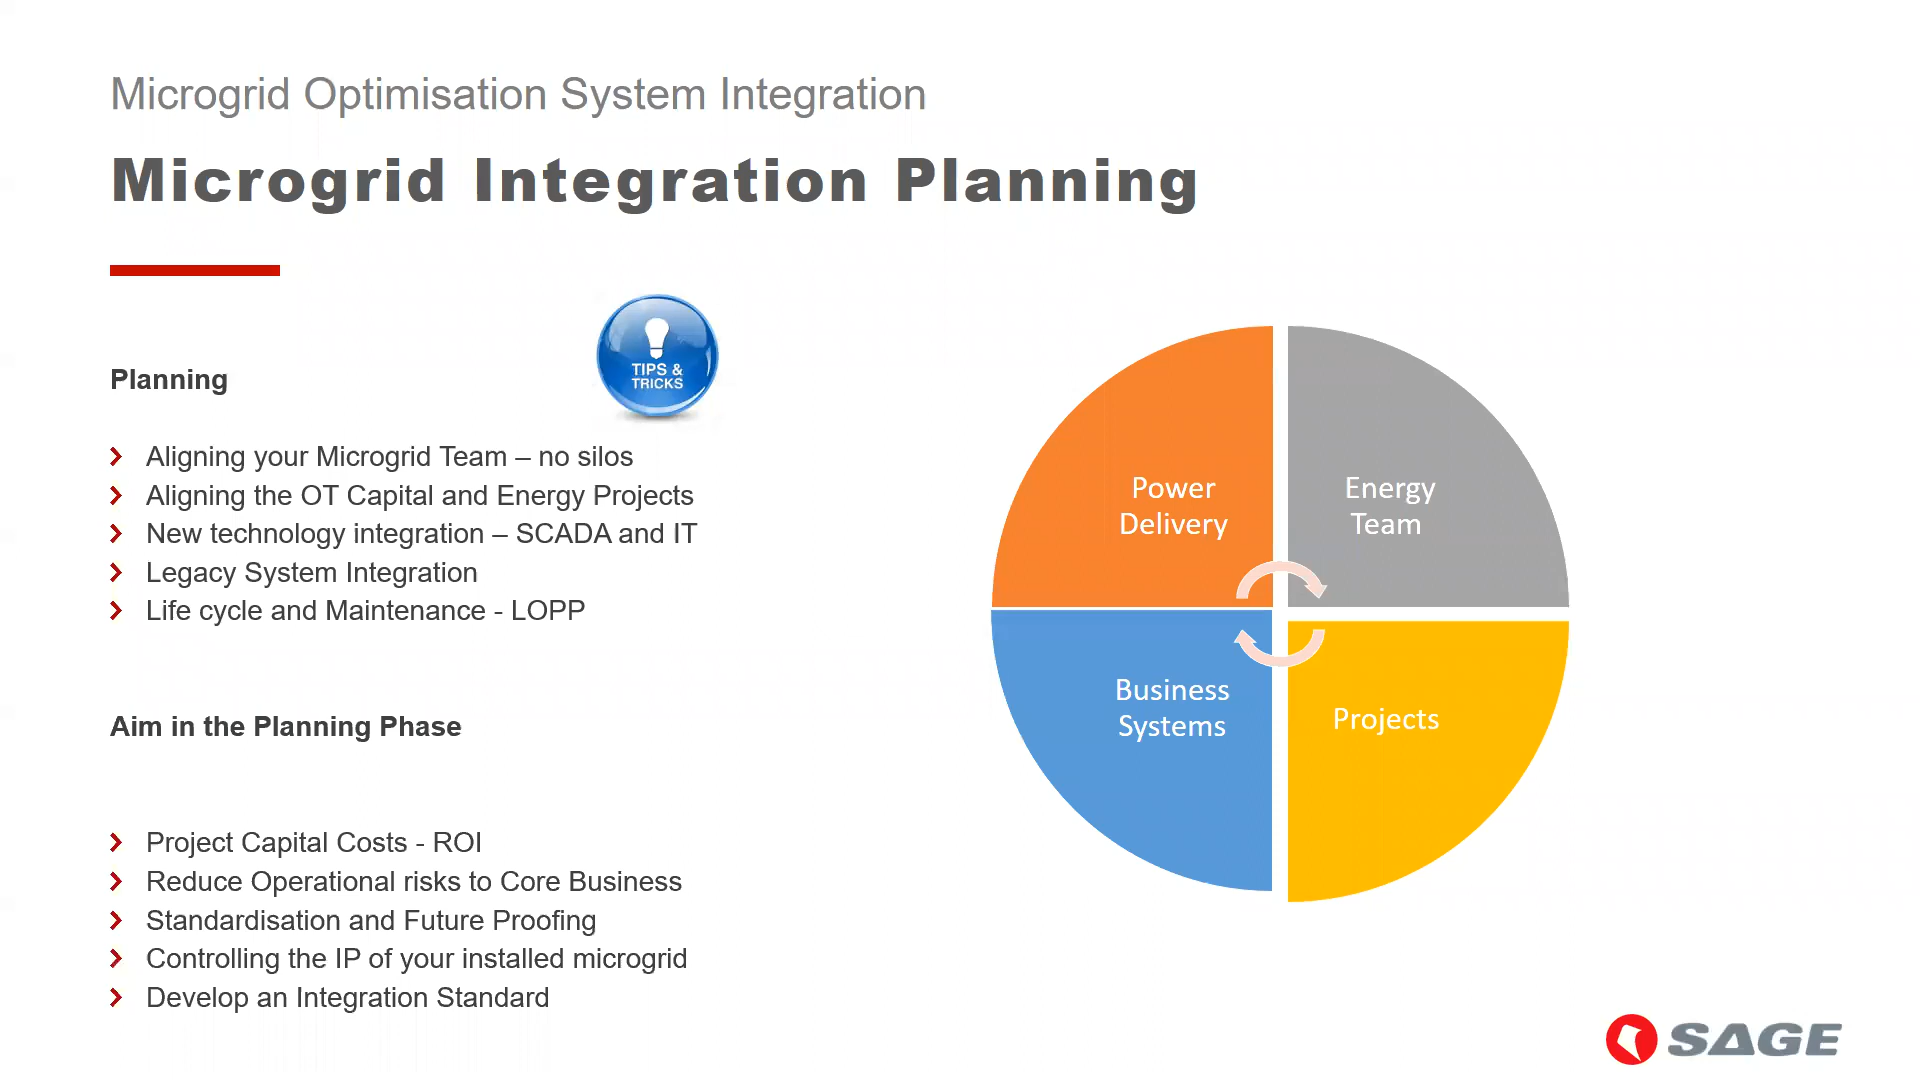 Microgrid Optimisation System Integration
Microgrid Integration Planning
TIPS &
TRICKS
Planning
Aligning your Microgrid Team – no silos
Aligning the OT Capital and Energy Projects
New technology integration – SCADA and IT
Legacy System Integration
Life cycle and Maintenance - LOPP
Aim in the Planning Phase
Project Capital Costs - ROI
Reduce Operational risks to Core Business
Standardisation and Future Proofing
Controlling the IP of your installed microgrid
Develop an Integration Standard
Power
Delivery
Energy
Team
Business
Systems
Projects
SAGE